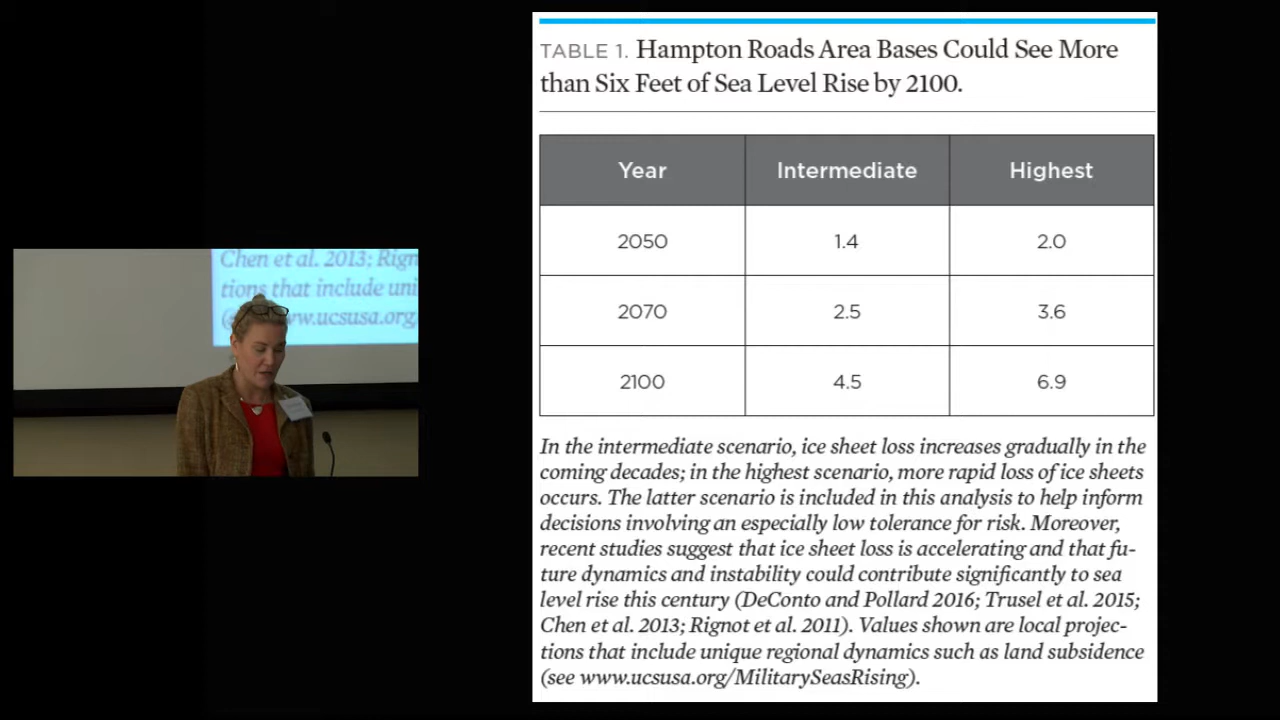 TABLE 1. Hampton Roads Area Bases Could See More
than Six Feet of Sea Level Rise by 2100.
Year Intermediate Highest
2050 1.4 2.0
2070 2.5 3.6
2100 4.5 6.9
In the intermediate scenario, ice sheet loss increases gradually in the
coming decades; in the highest scenario, more rapid loss of ice sheets
occurs. The latter scenario is included in this analysis to help inform
decisions involving an especially low tolerance for risk. Moreover,
recent studies suggest that ice sheet loss is accelerating and that fu-
ture dynamics and instability could contribute significantly to sea
level rise this century (DeConto and Pollard 2016; Trusel et al. 2015;
Chen et al. 2013; Rignot et al. 2011). Values shown are local projec-
tions that include unique regional dynamics such as land subsidence
(see www.ucsusa.org/MilitarySeasRising).
Chen et al. 2013; Rign
tions that include uni
ww.ucsusa.org